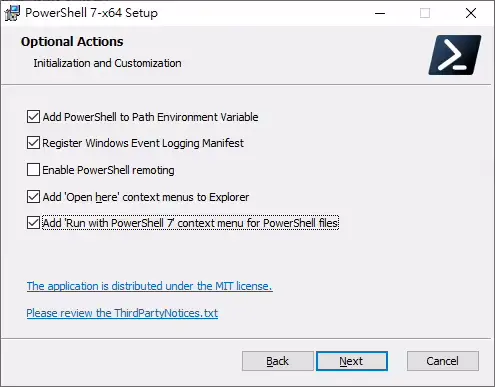 PowerShell 7-x64 Setup
Optional Actions
Initialization and Customization
Add PowerShell to Path Environment Variable
Register Windows Event Logging Manifest
Enable PowerShell remoting
Add 'Open here' context menus to Explorer
Add 'Run with PowerShell 7' context menu for PowerShell files
The application is distributed under the MIT license.
Please review the ThirdPartyNotices.txt
Back
Next
Cancel